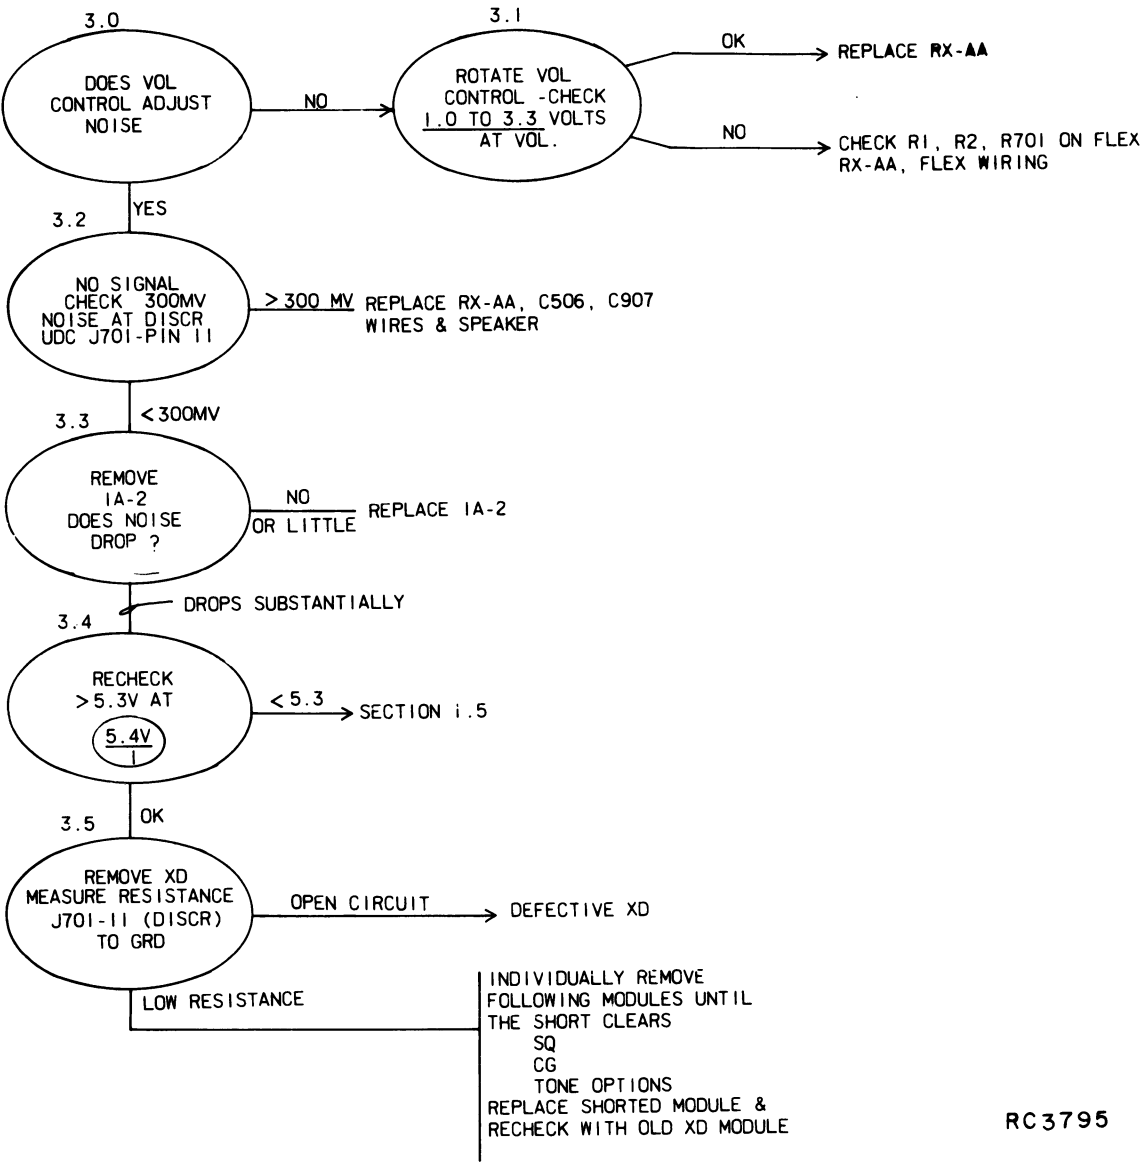 3.0
DOES VOL
CONTROL ADJUST
NOISE
NO
3.1
ROTATE VOL
CONTROL -CHECK
1.0 TO 3.3 VOLTS
AT VOL.
OK
REPLACE RX-AA
NO
CHECK R1, R2, R701 ON FLEX
RX-AA, FLEX WIRING
YES
3.2
NO SIGNAL
CHECK 300MV
NOISE AT DISCR
UDC J701-PIN 11
>300 MV
REPLACE RX-AA, C506, C907
WIRES & SPEAKER
<300MV
3.3
REMOVE
IA-2
DOES NOISE
DROP ?
NO
OR LITTLE
REPLACE IA-2
DROPS SUBSTANTIALLY
3.4
RECHECK
>5.3V AT
5.4V
1
<5.3
SECTION i.5
OK
3.5
REMOVE XD
MEASURE RESISTANCE
J701-11 (DISCR)
TO GRD
OPEN CIRCUIT
DEFECTIVE XD
LOW RESISTANCE
INDIVIDUALLY REMOVE
FOLLOWING MODULES UNTIL
THE SHORT CLEARS
SQ
CG
TONE OPTIONS
REPLACE SHORTED MODULE &
RECHECK WITH OLD XD MODULE
RC3795